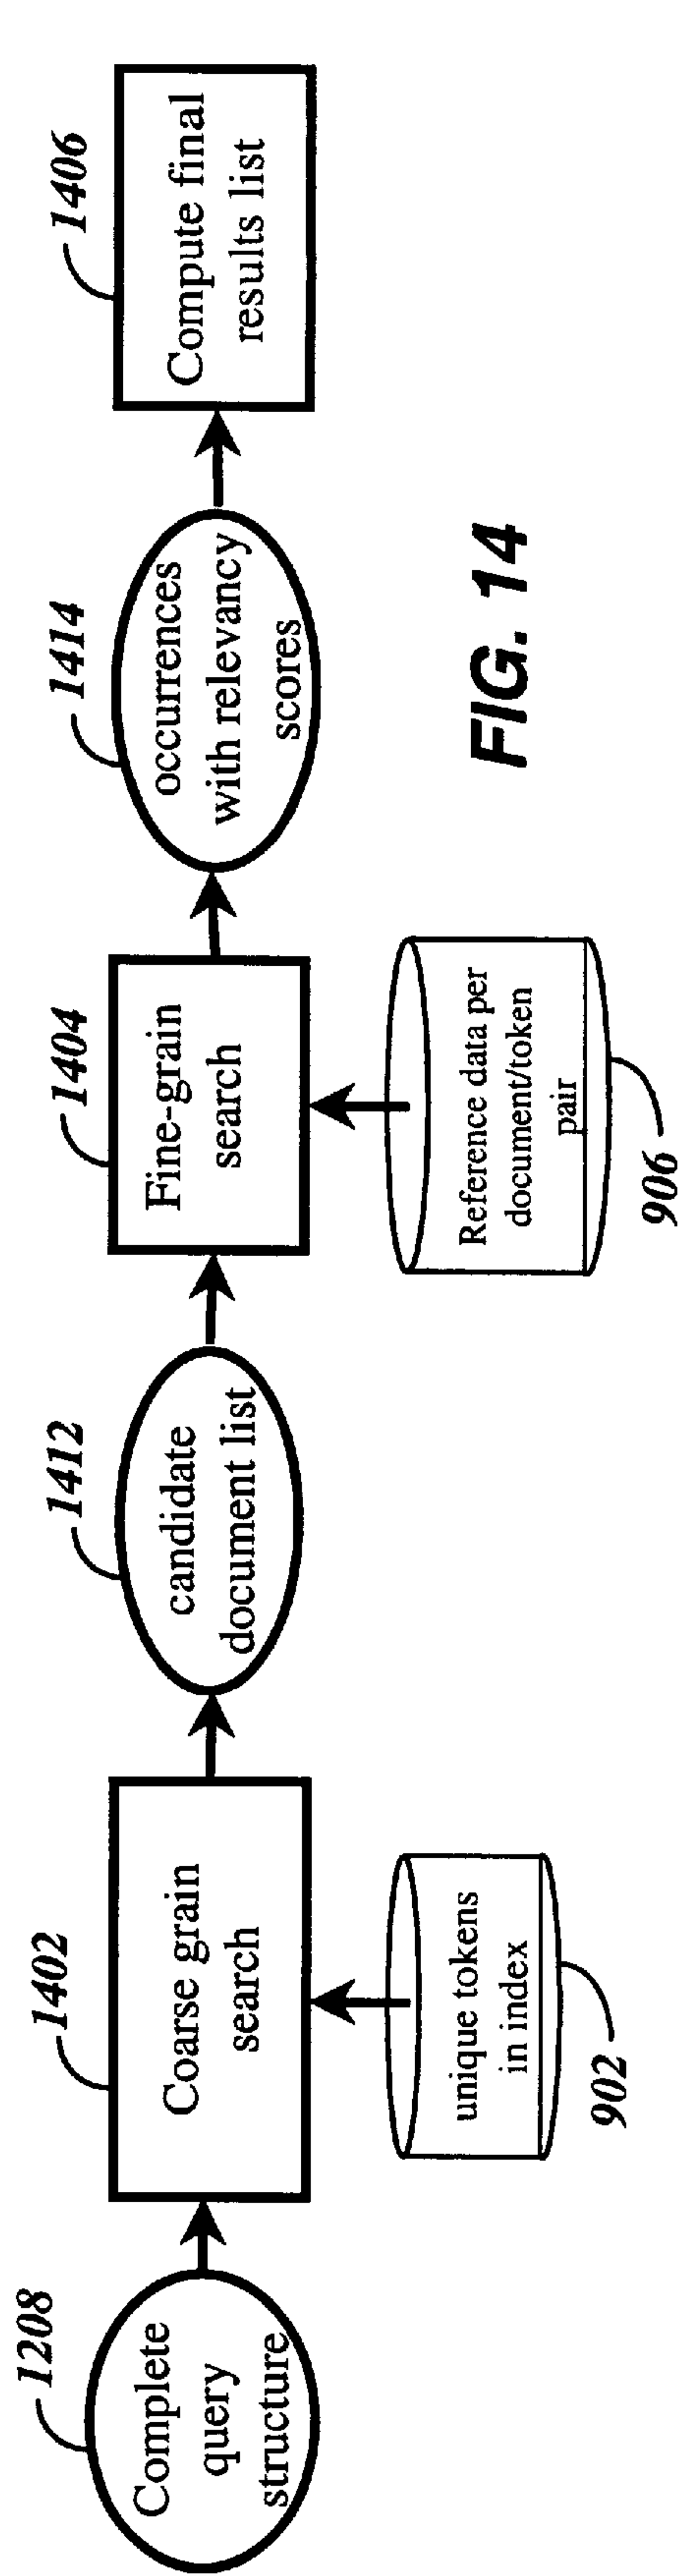 1208
Complete
query
structure
1402
Coarse grain
search
unique tokens
in index
902
1412
candidate
document list
1404
Fine-grain
search
Reference data per
document/token
pair
906
1414
occurrences
with relevancy
scores
1406
Compute final
results list
FIG. 14